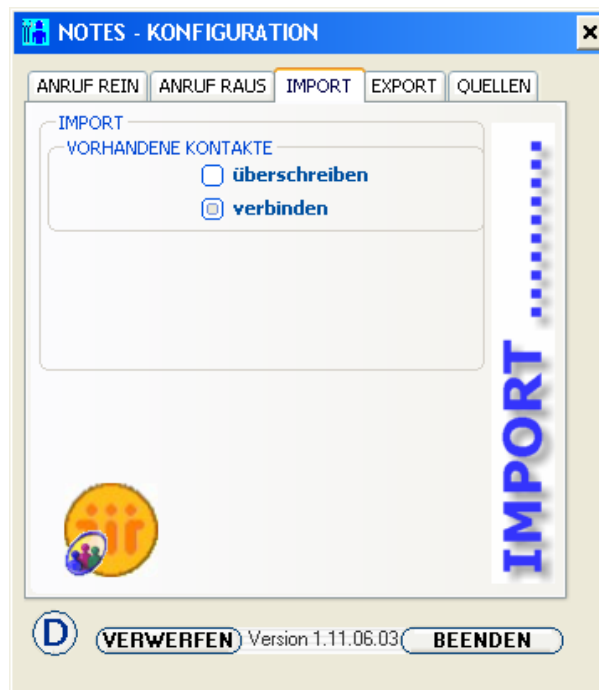 NOTES - KONFIGURATION
ANRUF REIN ANRUF RAUS IMPORT EXPORT QUELLEN
IMPORT
VORHANDENE KONTAKTE
überschreiben
verbinden
IMPORT ..........
D VERWERFEN Version 1.11.06.03 BEENDEN